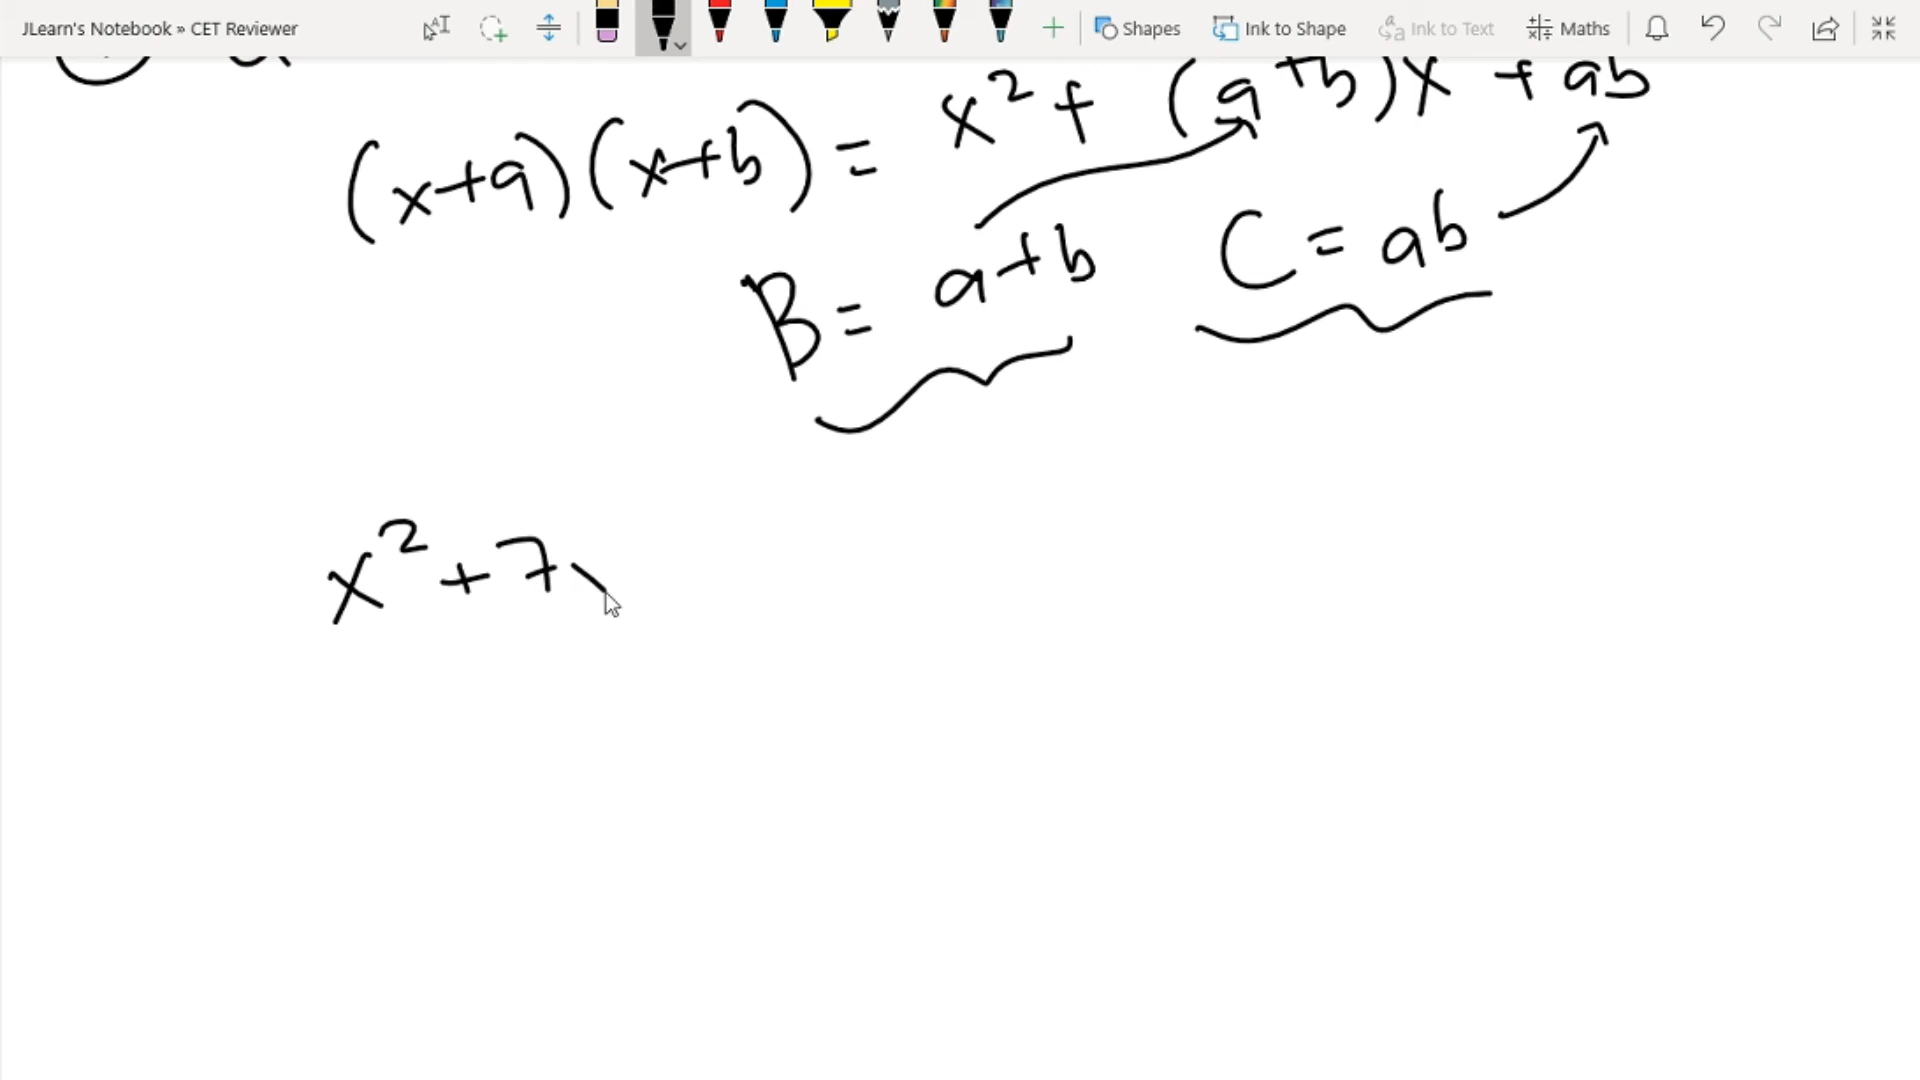 JLearn's Notebook » CET Reviewer Shapes Ink to Shape Ink to Text Maths
(x+a)(x+b) = x² + (a+b)x + ab
B = a+b C = ab
x² + 7